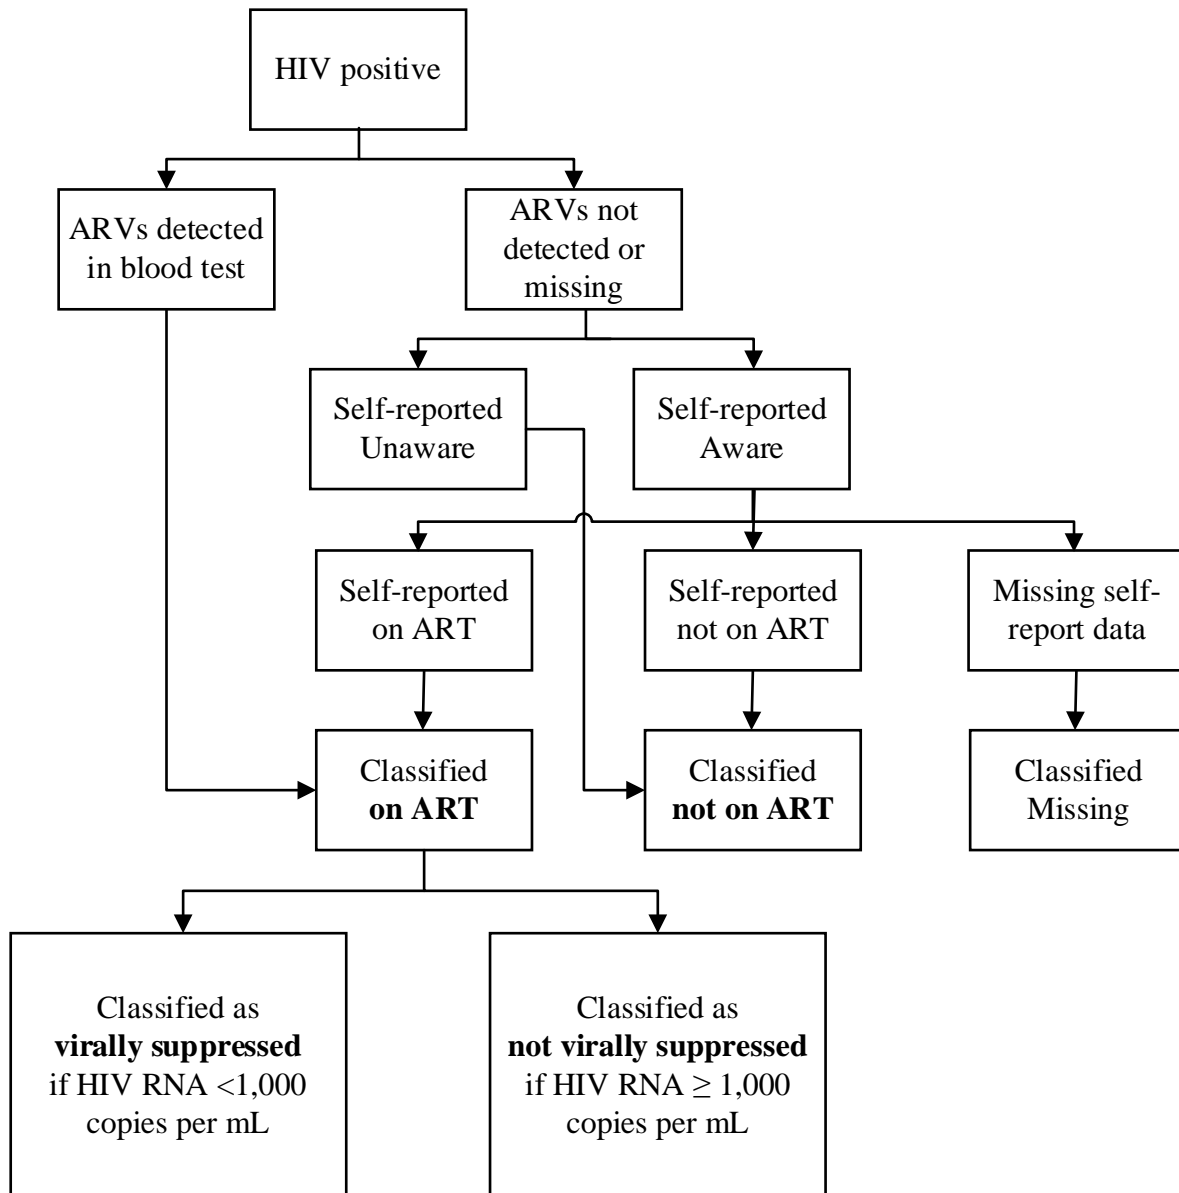 HIV positive
ARVs detected
in blood test
ARVs not
detected or
missing
Self-reported
Unaware
Self-reported
Aware
Self-reported
on ART
Self-reported
not on ART
Missing self-
report data
Classified
on ART
Classified
not on ART
Classified
Missing
Classified as
virally suppressed
if HIV RNA <1,000
copies per mL
Classified as
not virally suppressed
if HIV RNA ≥ 1,000
copies per mL